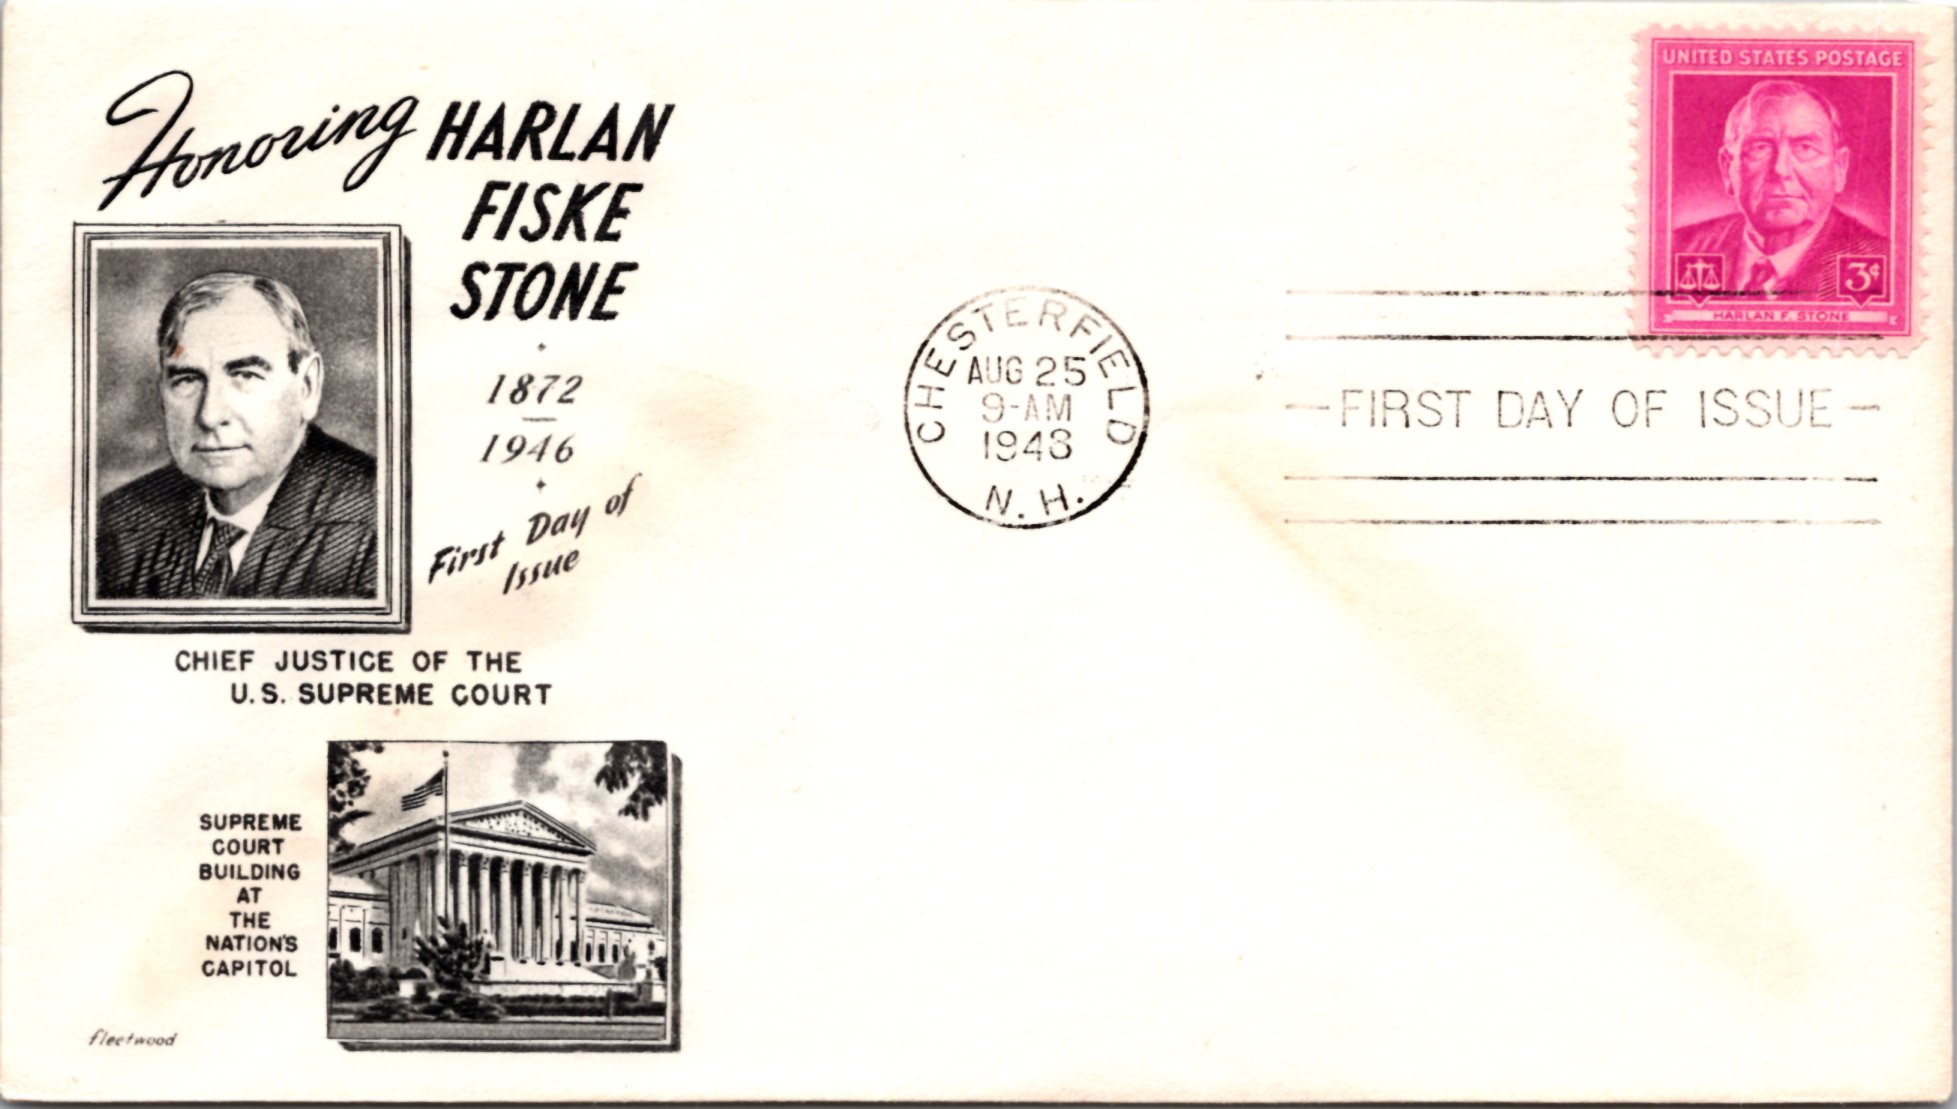 Honoring HARLAN
FISKE
STONE
1872
1946
First Day of
Issue
CHIEF JUSTICE OF THE
U.S. SUPREME COURT
SUPREME
COURT
BUILDING
AT
THE
NATION'S
CAPITOL
fleetwood
CHESTERFIELD
AUG 25
9-AM
1948
N. H.
UNITED STATES POSTAGE
3¢
HARLAN F. STONE
—FIRST DAY OF ISSUE—